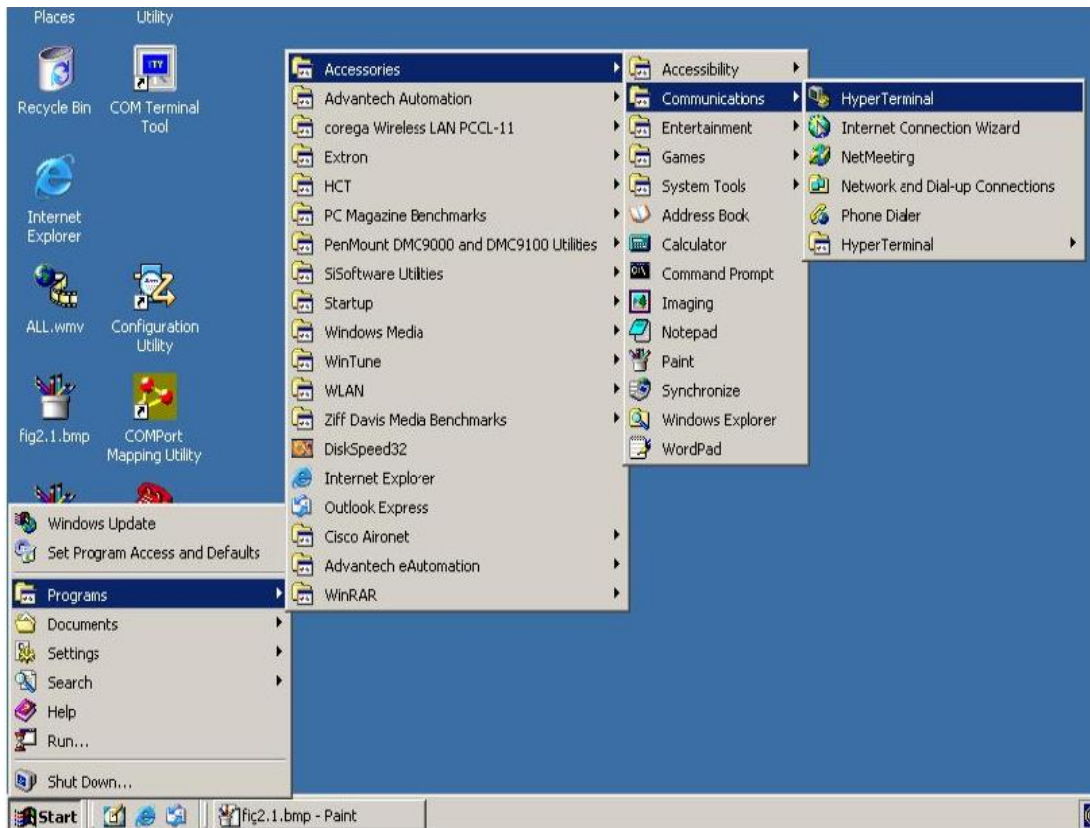 Places
Utility
Recycle Bin
COM Terminal
Tool
Internet
Explorer
ALL.wmv
Configuration
Utility
fig2.1.bmp
COMPort
Mapping Utility
Windows Update
Set Program Access and Defaults
Programs
Documents
Settings
Search
Help
Run...
Shut Down...
Accessories
Advantech Automation
corega Wireless LAN PCCL-11
Extron
HCT
PC Magazine Benchmarks
PenMount DMC9000 and DMC9100 Utilities
SiSoftware Utilities
Startup
Windows Media
WinTune
WLAN
Ziff Davis Media Benchmarks
DiskSpeed32
Internet Explorer
Outlook Express
Cisco Aironet
Advantech eAutomation
WinRAR
Accessibility
Communications
Entertainment
Games
System Tools
Address Book
Calculator
Command Prompt
Imaging
Notepad
Paint
Synchronize
Windows Explorer
WordPad
HyperTerminal
Internet Connection Wizard
NetMeeting
Network and Dial-up Connections
Phone Dialer
HyperTerminal
Start
fig2.1.bmp - Paint